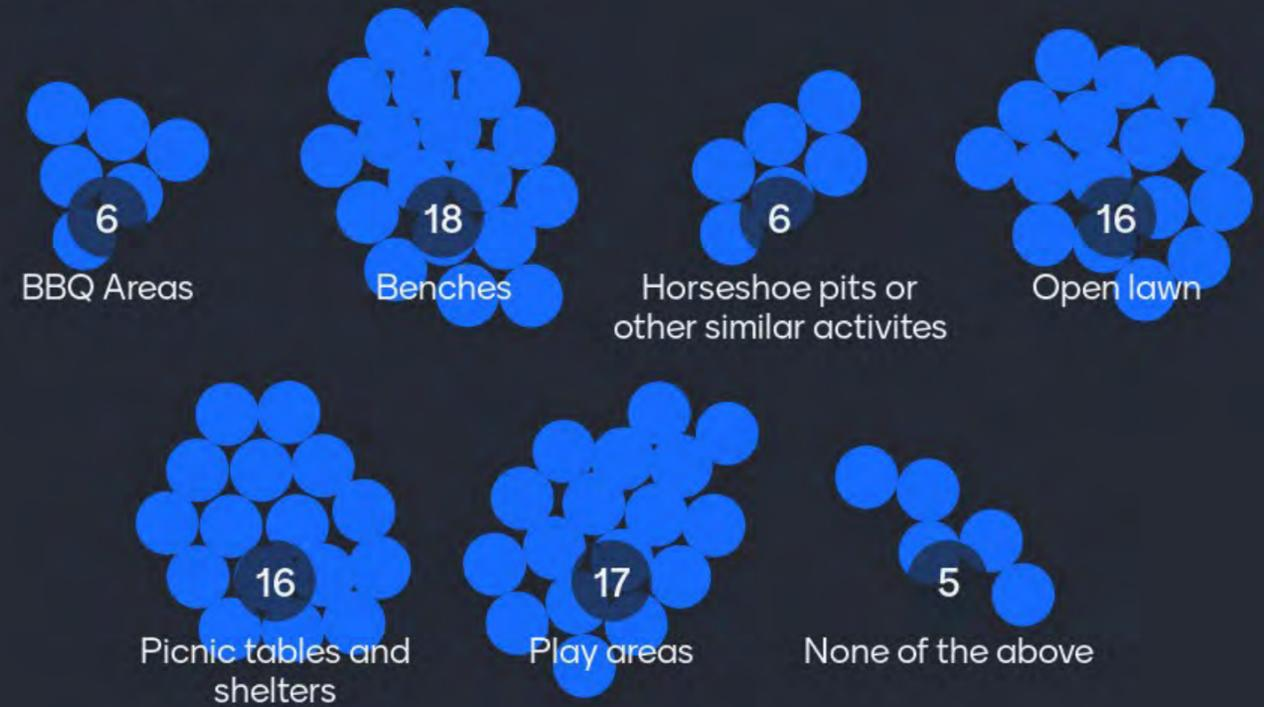 6
BBQ Areas
18
Benches
6
Horseshoe pits or
other similar activites
16
Open lawn
16
Picnic tables and
shelters
17
Play areas
5
None of the above